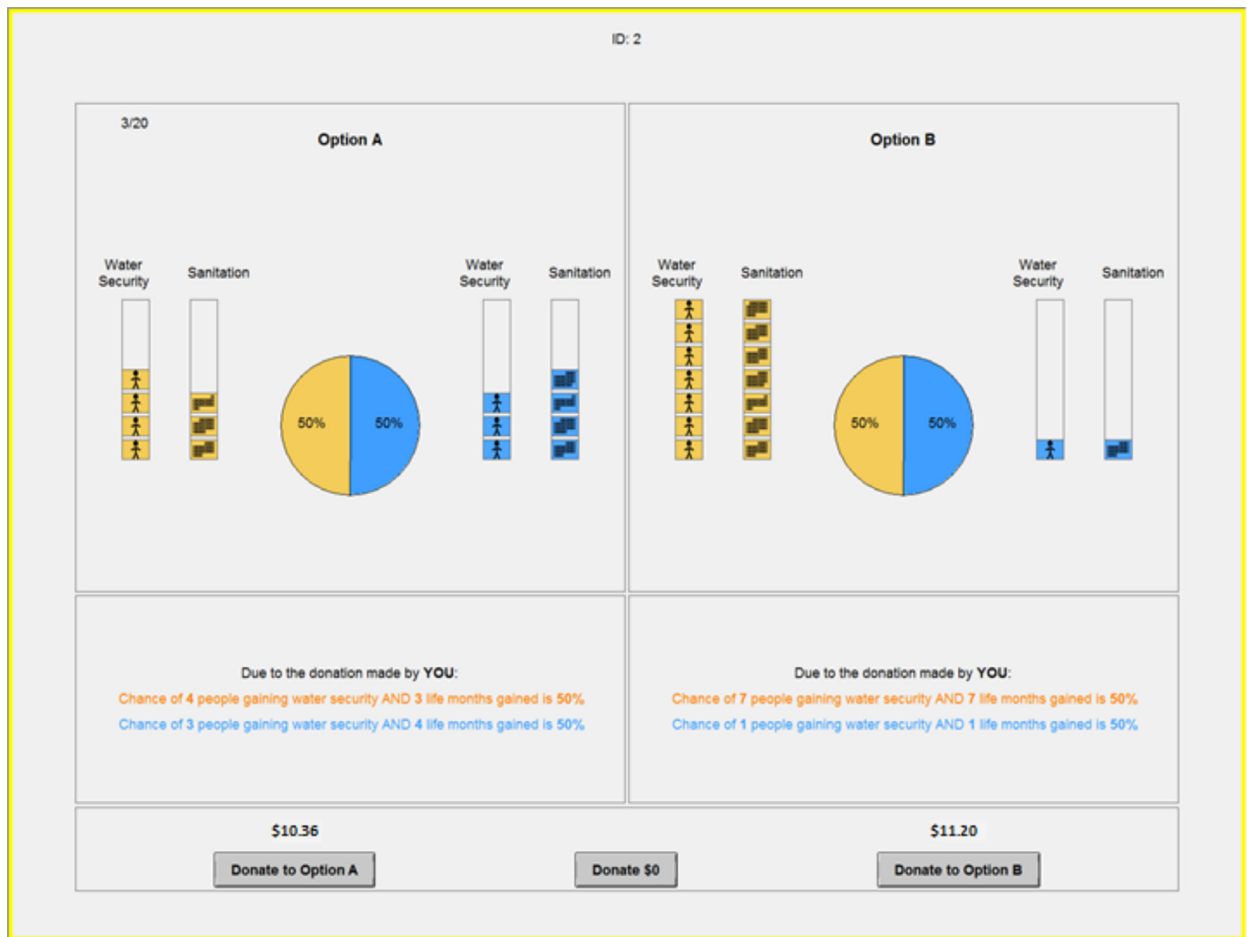 ID: 2
3/20
Option A
Option B
Water
Security
Sanitation
Water
Security
Sanitation
Water
Security
Sanitation
Water
Security
Sanitation
50%
50%
50%
50%
Due to the donation made by YOU:
Chance of 4 people gaining water security AND 3 life months gained is 50%
Chance of 3 people gaining water security AND 4 life months gained is 50%
Due to the donation made by YOU:
Chance of 7 people gaining water security AND 7 life months gained is 50%
Chance of 1 people gaining water security AND 1 life months gained is 50%
$10.36
$11.20
Donate to Option A
Donate $0
Donate to Option B